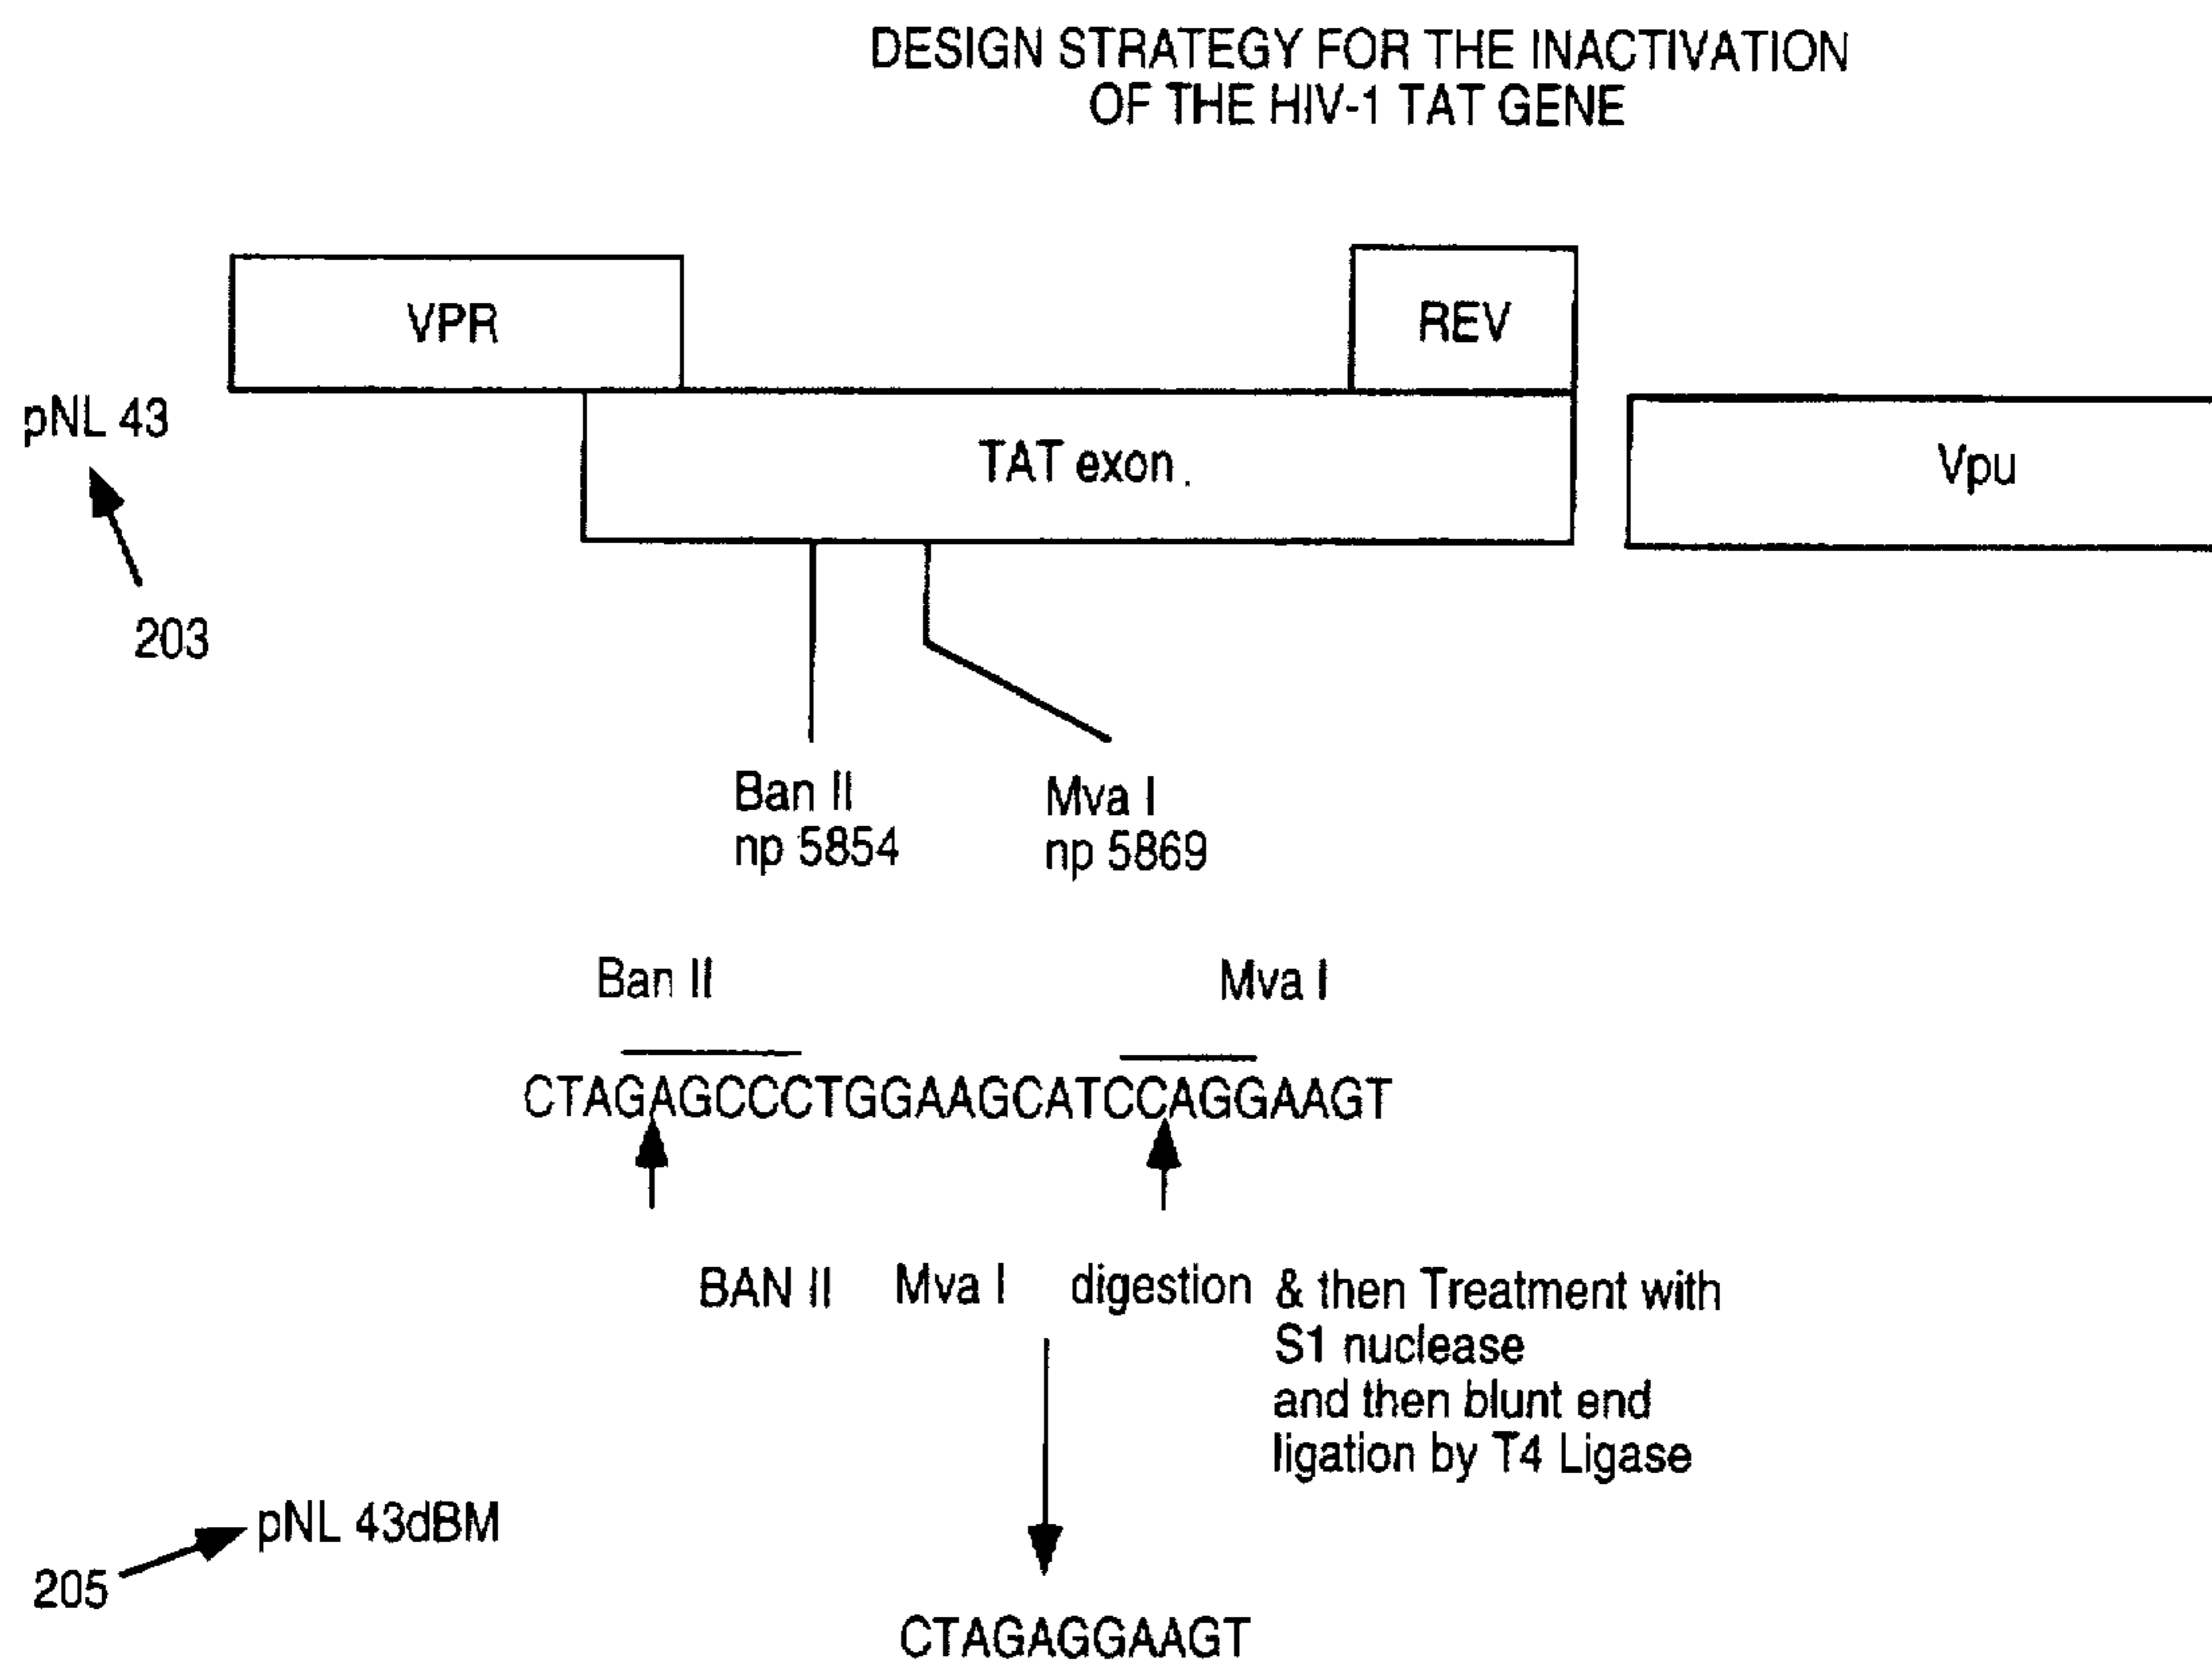 DESIGN STRATEGY FOR THE INACTIVATION
OF THE HIV-1 TAT GENE
VPR
REV
pNL 43
TAT exon.
Vpu
203
Ban II
np 5854
Mva I
np 5869
Ban II
Mva I
CTAGAGCCCTGGAAGCATCCAGGAAGT
BAN II Mva I digestion & then Treatment with
S1 nuclease
and then blunt end
ligation by T4 Ligase
pNL 43dBM
205
CTAGAGGAAGT